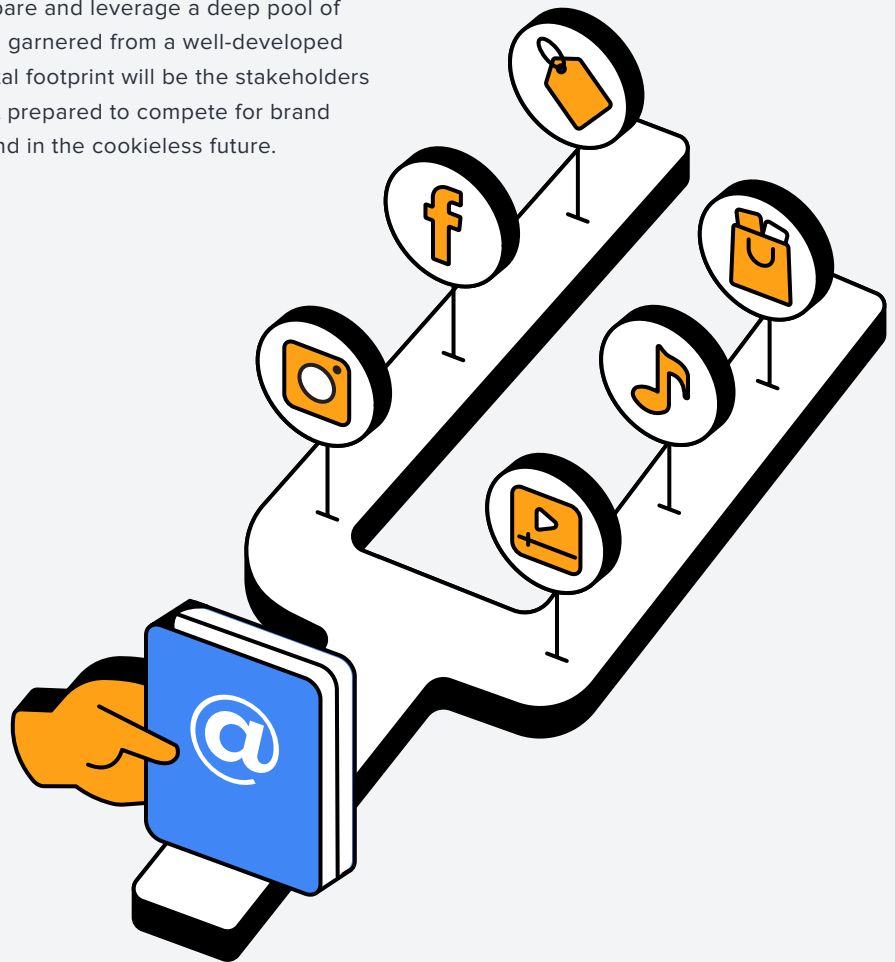 pare and leverage a deep pool of
garnered from a well-developed
tal footprint will be the stakeholders
prepared to compete for brand
nd in the cookieless future.
@